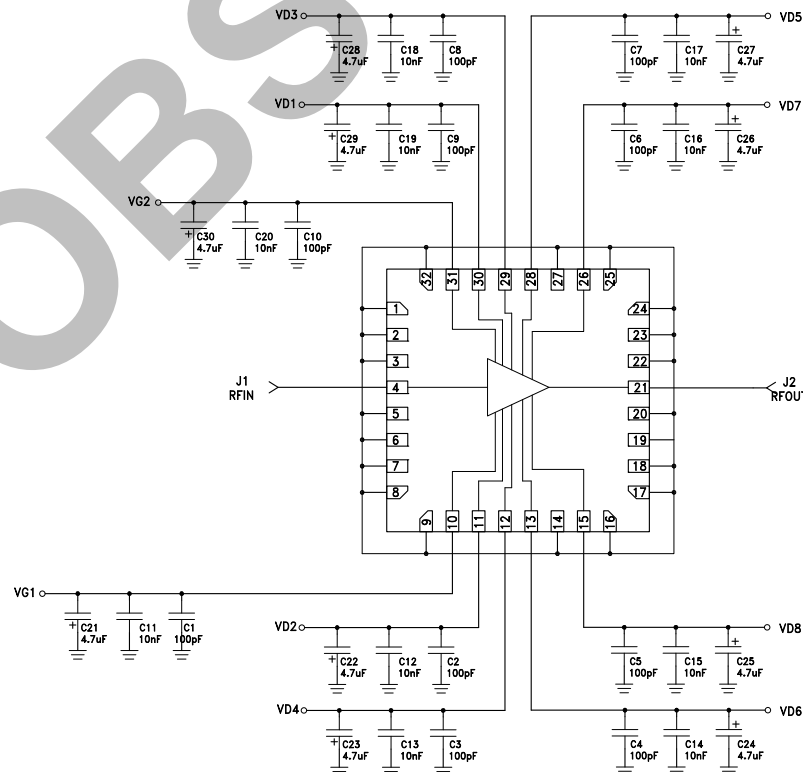 OBS
VD3
C28
4.7uF
C18
10nF
C8
100pF
C7
100pF
C17
10nF
C27
4.7uF
VD5
VD1
C29
4.7uF
C19
10nF
C9
100pF
C6
100pF
C16
10nF
C26
4.7uF
VD7
VG2
C30
4.7uF
C20
10nF
C10
100pF
32 31 30 29 28 27 26 25
1
2
3
4
5
6
7
8
24
23
22
21
20
19
18
17
J1
RFIN
J2
RFOU
9 10 11 12 13 14 15 16
VG1
C21
4.7uF
C11
10nF
C1
100pF
VD2
C22
4.7uF
C12
10nF
C2
100pF
C5
100pF
C15
10nF
C25
4.7uF
VD8
VD4
C23
4.7uF
C13
10nF
C3
100pF
C4
100pF
C14
10nF
C24
4.7uF
VD6